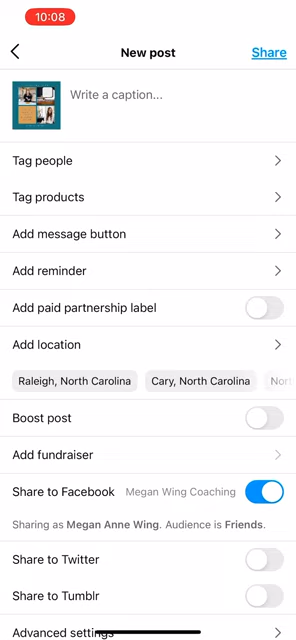 10:08
New post
Share
Write a caption...
Tag people
Tag products
Add message button
Add reminder
Add paid partnership label
Add location
Raleigh, North Carolina
Cary, North Carolina
Boost post
Add fundraiser
Share to Facebook
Megan Wing Coaching
Sharing as Megan Anne Wing. Audience is Friends.
Share to Twitter
Share to Tumblr
Advanced settings